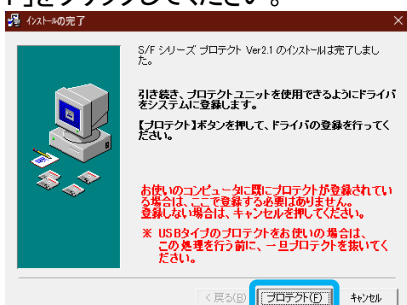 」をクリックしてください。
インストールの完了
S/F シリーズ プロテクト Ver2.1 のインストールは完了しまし
た。
引き続き、プロテクトユニットを使用できるようにドライバ
をシステムに登録します。
【プロテクト】ボタンを押して、ドライバの登録を行ってく
ださい。
お使いのコンピュータに既にプロテクトが登録されてい
る場合は、ここで登録する必要はありません。
登録しない場合は、キャンセルを押してください。
※ USBタイプのプロテクトをお使いの場合は、
この処理を行う前に、一旦プロテクトを抜いてく
ださい。
< 戻る(B)
プロテクト(F)
キャンセル